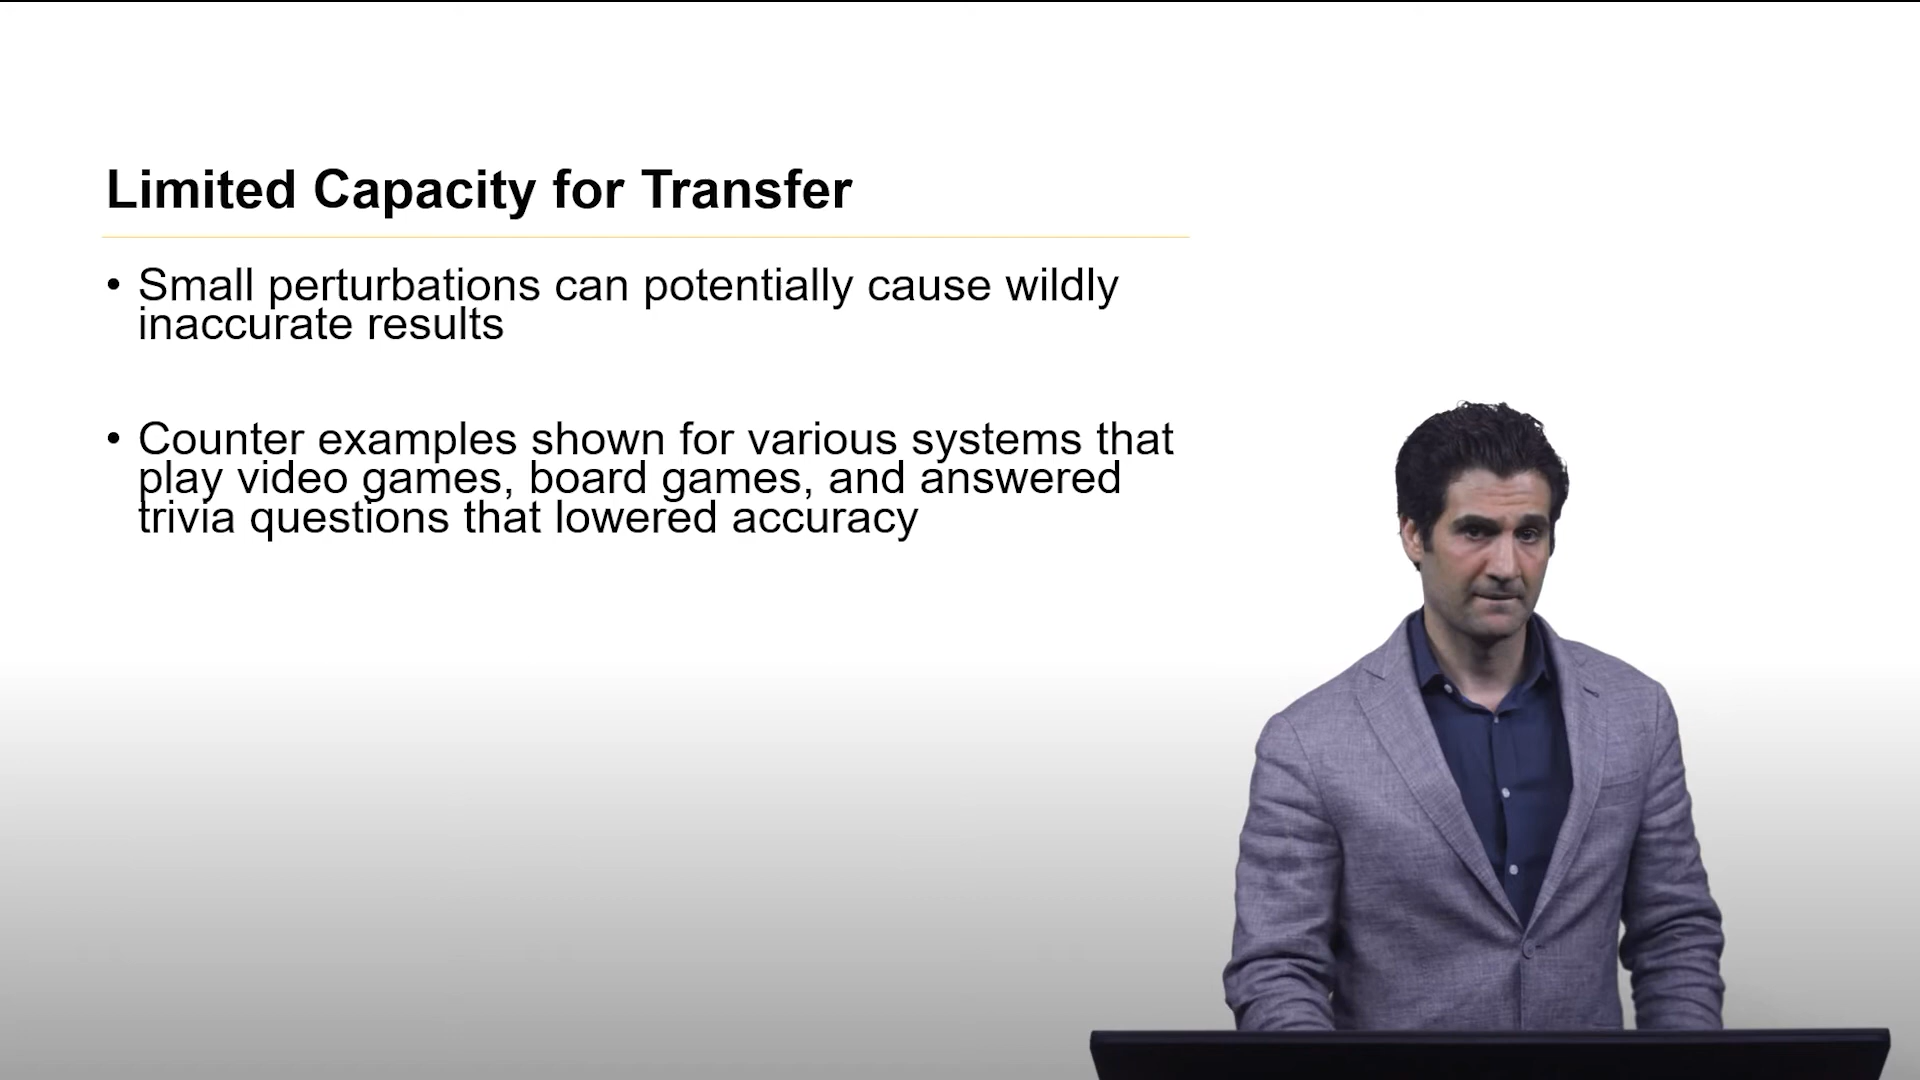 Limited Capacity for Transfer
• Small perturbations can potentially cause wildly
inaccurate results
• Counter examples shown for various systems that
play video games, board games, and answered
trivia questions that lowered accuracy